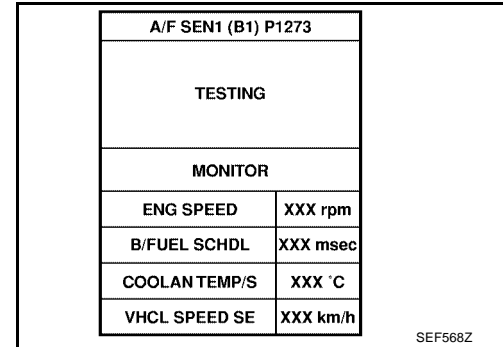 A/F SEN1 (B1) P1273
TESTING
MONITOR
ENG SPEED XXX rpm
B/FUEL SCHDL XXX msec
COOLAN TEMP/S XXX °C
VHCL SPEED SE XXX km/h
SEF568Z